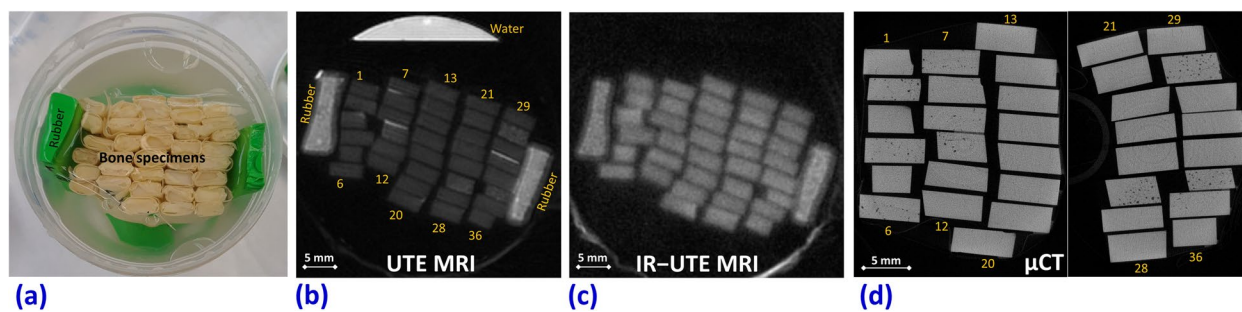 Rubber
Bone specimens
(a)
Water
Rubber
1
7
13
21
29
6
12
20
28
36
Rubber
5 mm
UTE MRI
(b)
5 mm
IR–UTE MRI
(c)
1
7
13
6
12
20
5 mm
µCT
21
29
28
36
(d)